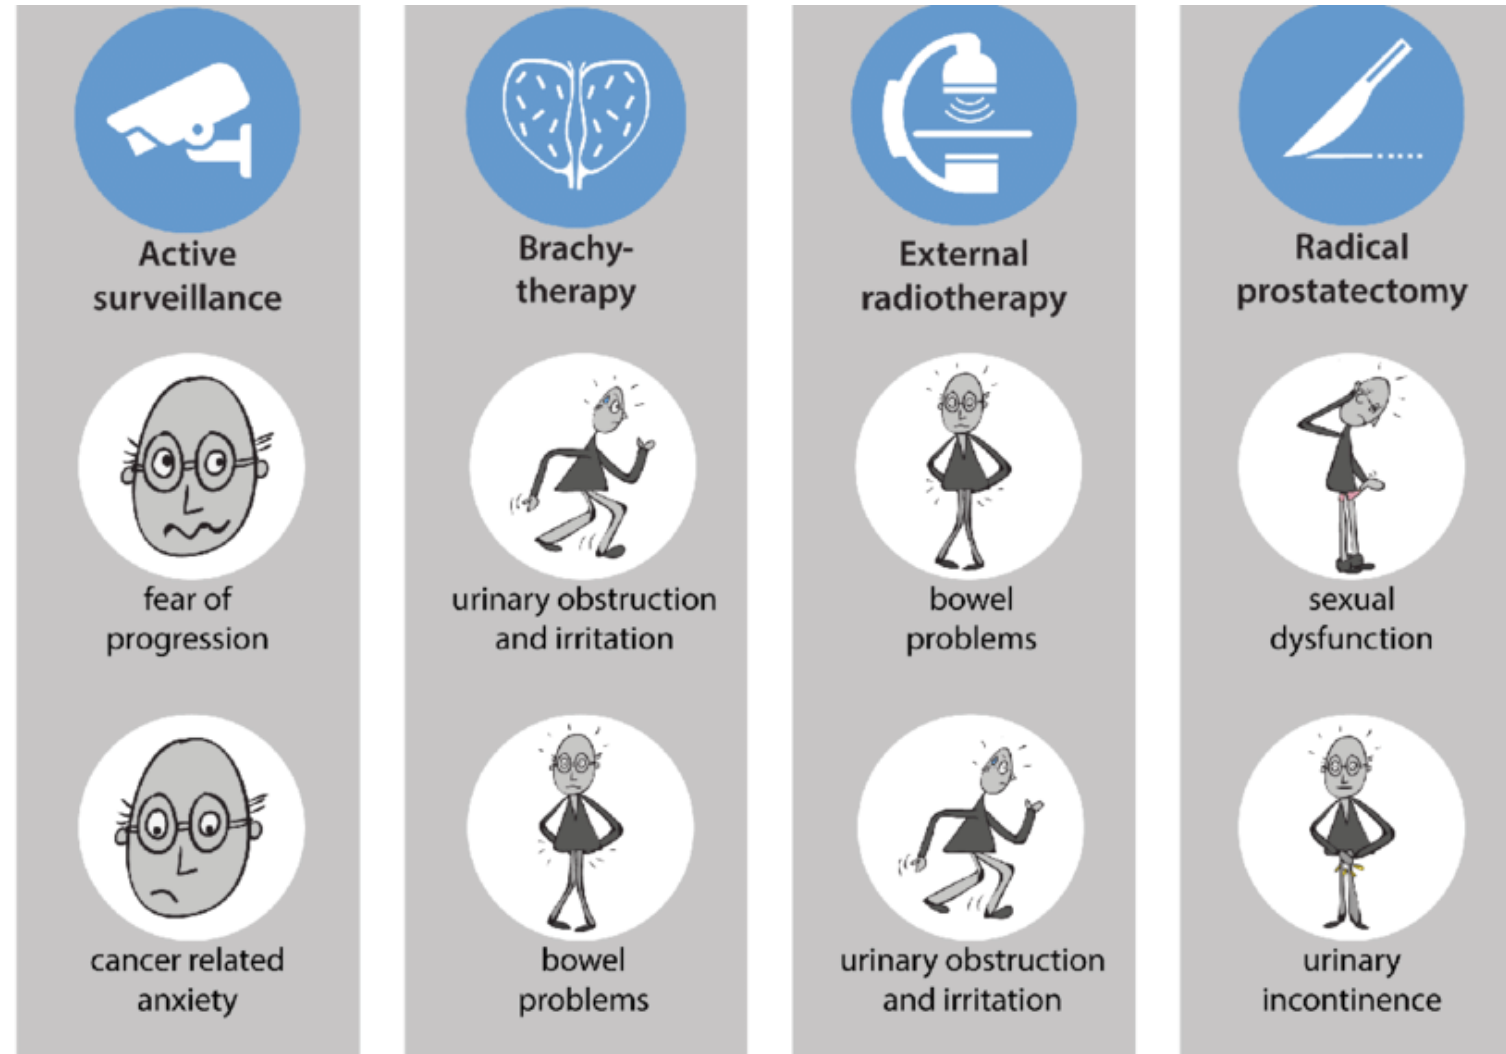 Active
surveillance
fear of
progression
cancer related
anxiety
Brachy-
therapy
urinary obstruction
and irritation
bowel
problems
External
radiotherapy
bowel
problems
urinary obstruction
and irritation
Radical
prostatectomy
sexual
dysfunction
urinary
incontinence